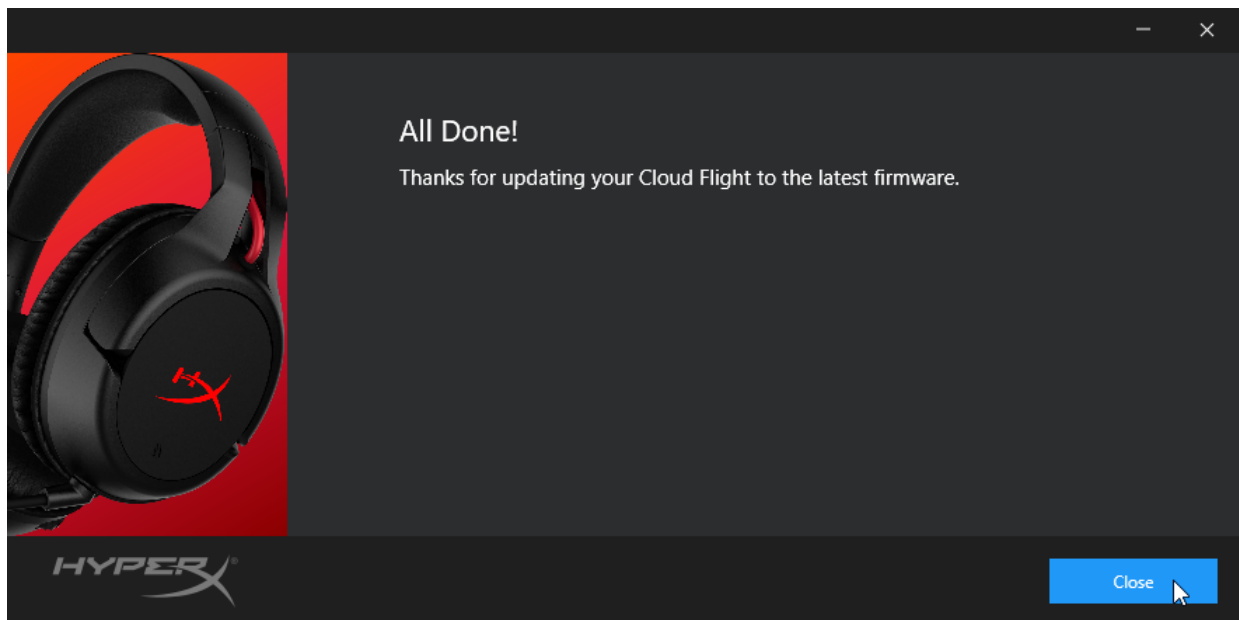 All Done!
Thanks for updating your Cloud Flight to the latest firmware.
HYPERX®
Close